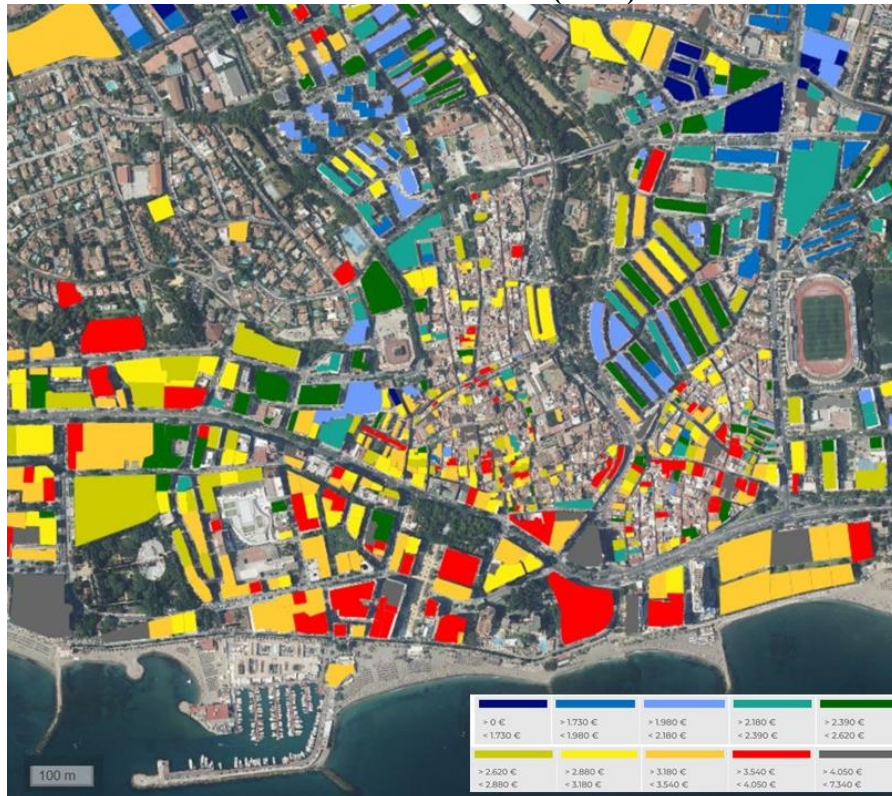 100 m
> 0 € > 1.730 € > 1.980 € > 2.180 € > 2.390 €
< 1.730 € < 1.980 € < 2.180 € < 2.390 € < 2.620 €
> 2.620 € > 2.880 € > 3.180 € > 3.540 € > 4.050 €
< 2.880 € < 3.180 € < 3.540 € < 4.050 € < 7.340 €